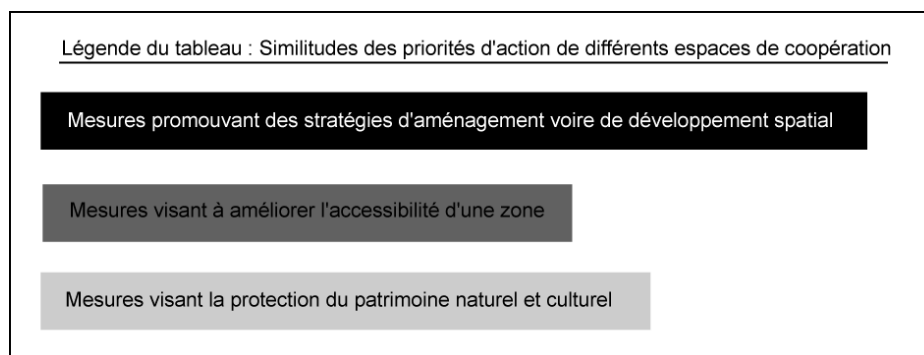 Légende du tableau : Similitudes des priorités d'action de différents espaces de coopération
Mesures promouvant des stratégies d'aménagement voire de développement spatial
Mesures visant à améliorer l'accessibilité d'une zone
Mesures visant la protection du patrimoine naturel et culturel